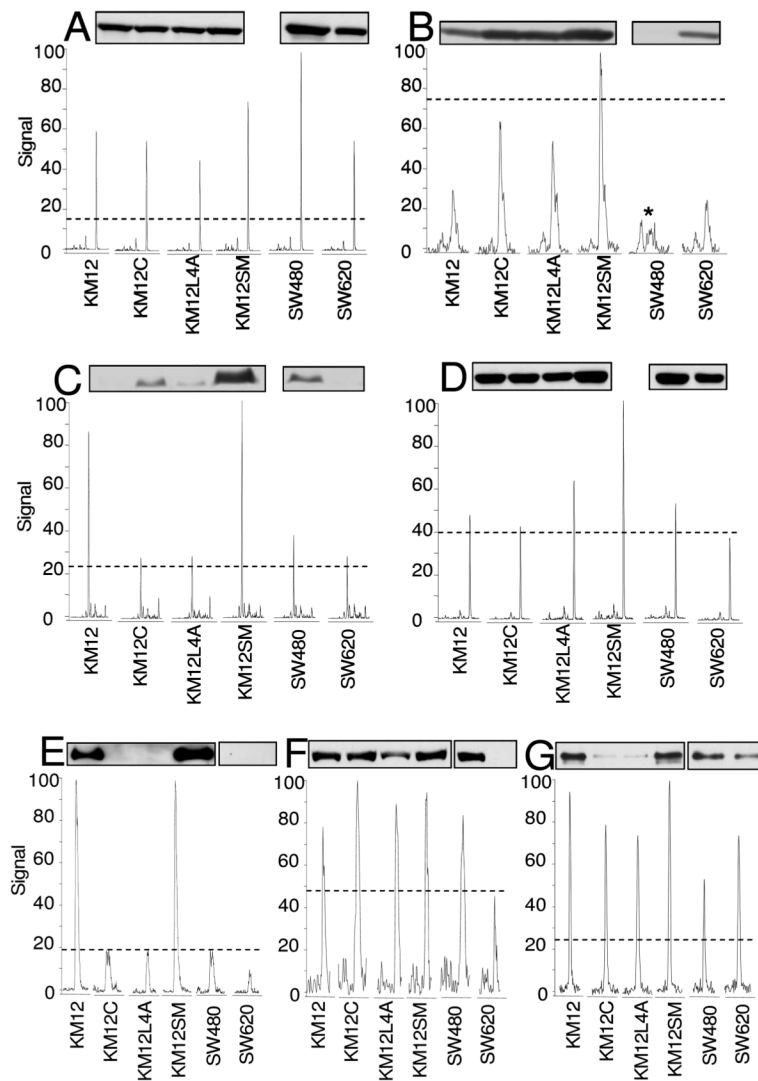 A
B
Signal
100
80
60
40
20
0
KM12
KM12C
KM12L4A
KM12SM
SW480
SW620
100
80
60
40
20
0
*
KM12
KM12C
KM12L4A
KM12SM
SW480
SW620
C
D
Signal
100
80
60
40
20
0
KM12
KM12C
KM12L4A
KM12SM
SW480
SW620
100
80
60
40
20
0
KM12
KM12C
KM12L4A
KM12SM
SW480
SW620
E
F
G
Signal
100
80
60
40
20
0
KM12
KM12C
KM12L4A
KM12SM
SW480
SW620
100
80
60
40
20
0
KM12
KM12C
KM12L4A
KM12SM
SW480
SW620
100
80
60
40
20
0
KM12
KM12C
KM12L4A
KM12SM
SW480
SW620